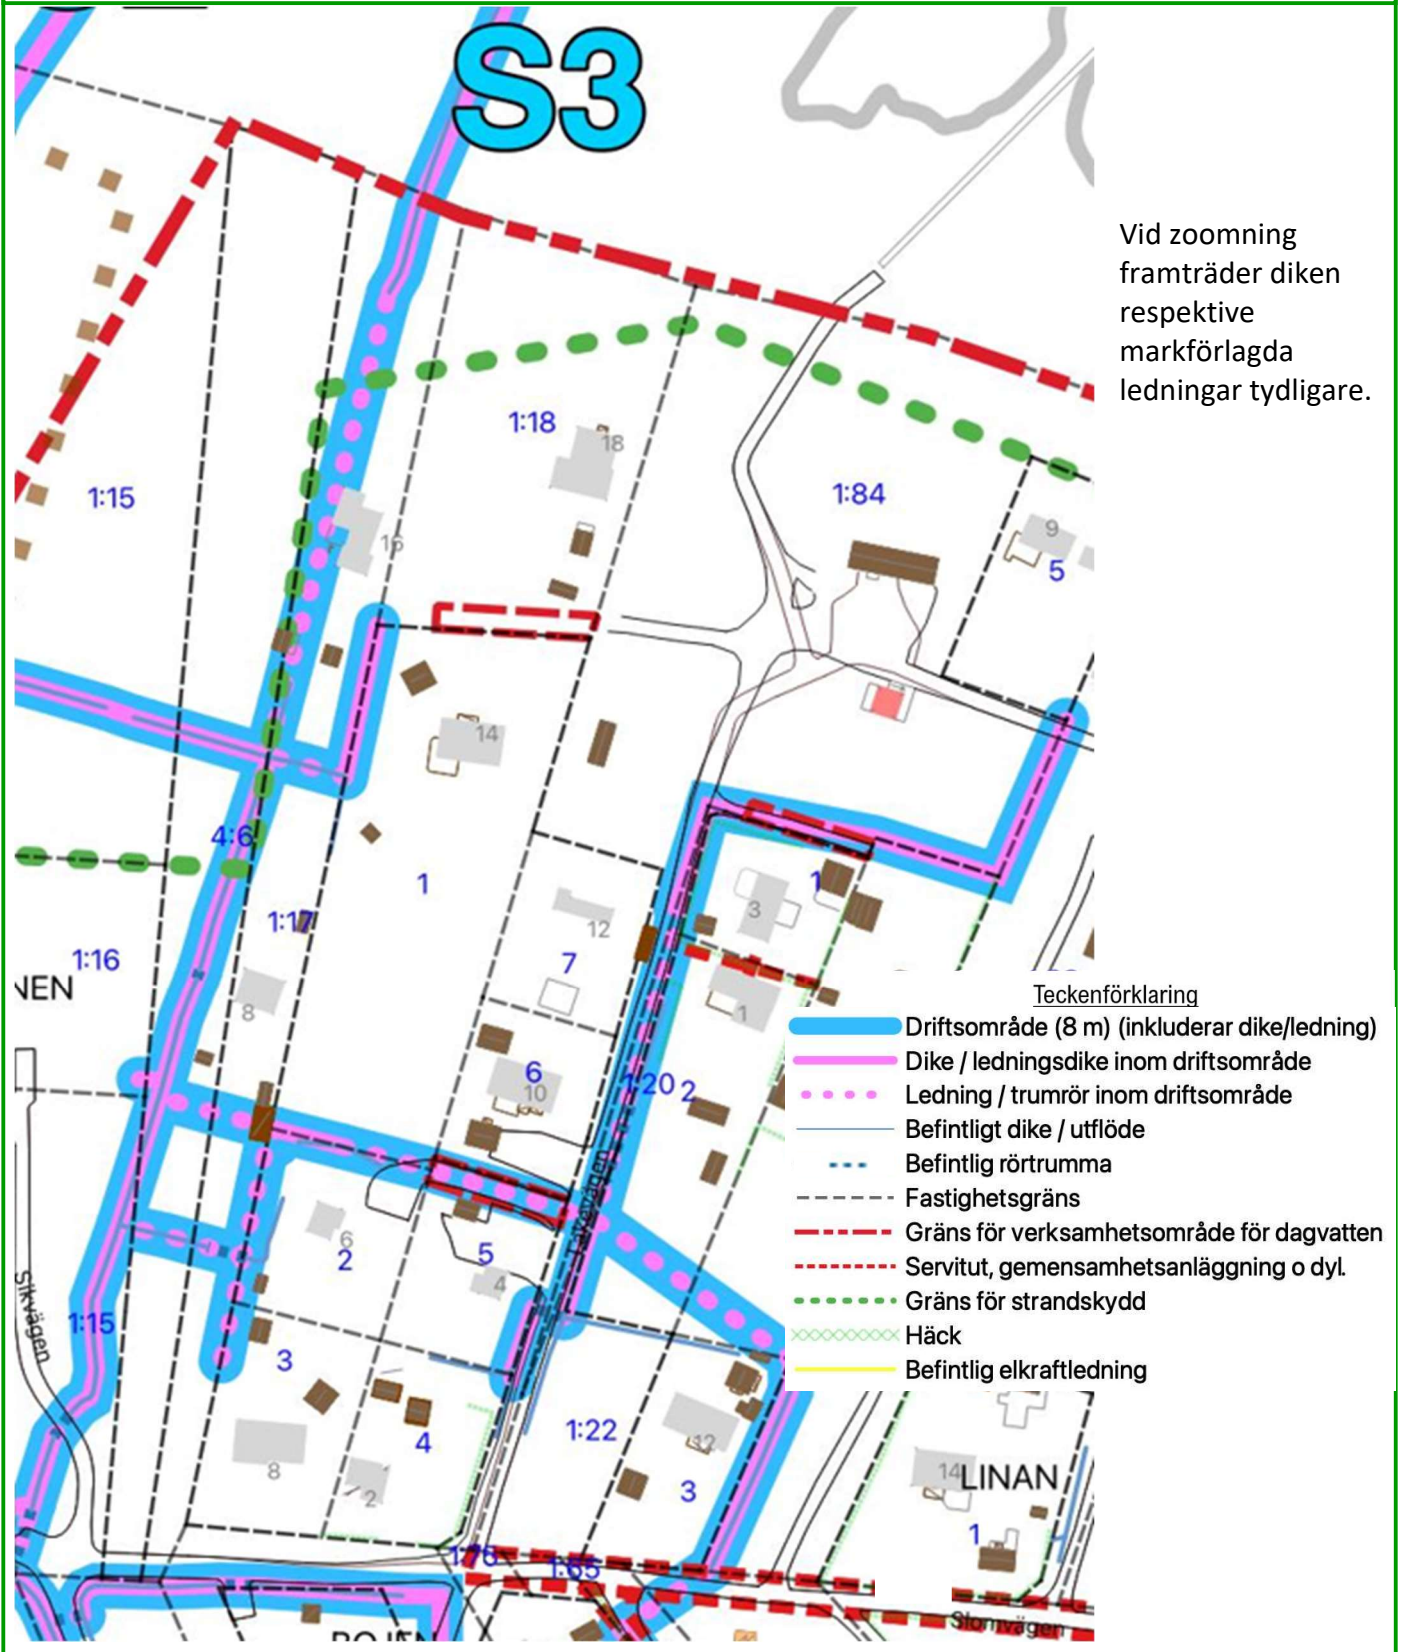 S3
Vid zoomning
framträder diken
respektive
markförlagda
ledningar tydligare.
1:18
18
1:15
1:84
9
5
16
14
4:6
1
1
3
12
1:17
7
1:16
NEN
8
1
6
10
1:20 2
Teckenförklaring
Driftsområde (8 m) (inkluderar dike/ledning)
Dike / ledningsdike inom driftsområde
Ledning / trumrör inom driftsområde
Befintligt dike / utflöde
Befintlig rörtrumma
Fastighetsgräns
Gräns för verksamhetsområde för dagvatten
Servitut, gemensamhetsanläggning o dyl.
Gräns för strandskydd
Häck
Befintlig elkraftledning
6
2
5
4
Sikvägen
1:15
3
1:22
12
4
8
2
3
14
LINAN
1
1:76
1:65
Slomvägen